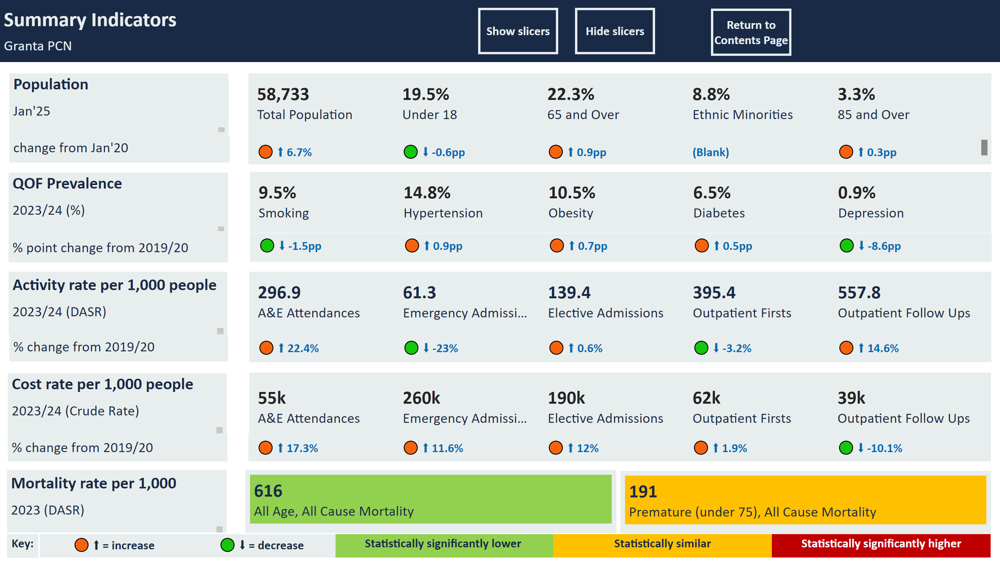 Summary Indicators
Granta PCN
Show slicers
Hide slicers
Return to
Contents Page
Population
Jan'25
change from Jan'20
58,733
Total Population
⬆ 6.7%
19.5%
Under 18
⬇ -0.6pp
22.3%
65 and Over
⬆ 0.9pp
8.8%
Ethnic Minorities
(Blank)
3.3%
85 and Over
⬆ 0.3pp
QOF Prevalence
2023/24 (%)
% point change from 2019/20
9.5%
Smoking
⬇ -1.5pp
14.8%
Hypertension
⬆ 0.9pp
10.5%
Obesity
⬆ 0.7pp
6.5%
Diabetes
⬆ 0.5pp
0.9%
Depression
⬇ -8.6pp
Activity rate per 1,000 people
2023/24 (DASR)
% change from 2019/20
296.9
A&E Attendances
⬆ 22.4%
61.3
Emergency Admissi...
⬇ -23%
139.4
Elective Admissions
⬆ 0.6%
395.4
Outpatient Firsts
⬇ -3.2%
557.8
Outpatient Follow Ups
⬆ 14.6%
Cost rate per 1,000 people
2023/24 (Crude Rate)
% change from 2019/20
55k
A&E Attendances
⬆ 17.3%
260k
Emergency Admissi...
⬆ 11.6%
190k
Elective Admissions
⬆ 12%
62k
Outpatient Firsts
⬆ 1.9%
39k
Outpatient Follow Ups
⬇ -10.1%
Mortality rate per 1,000
2023 (DASR)
616
All Age, All Cause Mortality
191
Premature (under 75), All Cause Mortality
Key:
⬆ = increase
⬇ = decrease
Statistically significantly lower
Statistically similar
Statistically significantly higher